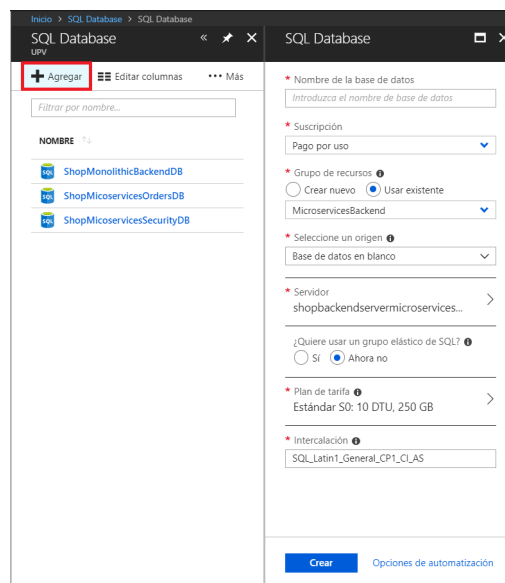 Inicio > SQL Database > SQL Database
SQL Database
UPV
Agregar
Editar columnas
Más
Filtrar por nombre...
NOMBRE
ShopMonolithicBackendDB
ShopMicoservicesOrdersDB
ShopMicoservicesSecurityDB
SQL Database
* Nombre de la base de datos
Introduzca el nombre de base de datos
* Suscripción
Pago por uso
* Grupo de recursos
Crear nuevo
Usar existente
MicroservicesBackend
* Seleccione un origen
Base de datos en blanco
* Servidor
shopbackendservermicroservices...
¿Quiere usar un grupo elástico de SQL?
Sí
Ahora no
* Plan de tarifa
Estándar S0: 10 DTU, 250 GB
* Intercalación
SQL_Latin1_General_CP1_CI_AS
Crear
Opciones de automatización